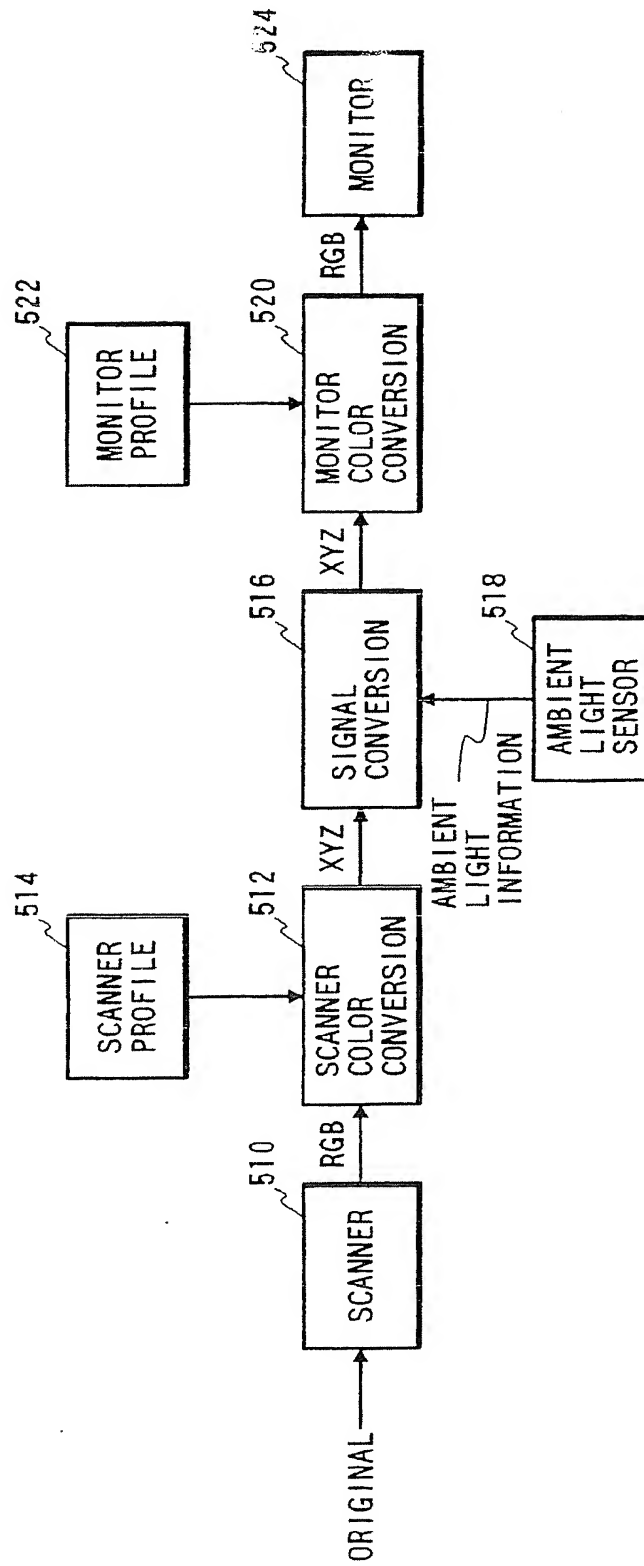 ORIGINAL
510
SCANNER
RGB
514
SCANNER
PROFILE
512
SCANNER
COLOR
CONVERSION
XYZ
516
SIGNAL
CONVERSION
518
AMBIENT
LIGHT
SENSOR
AMBIENT
LIGHT
INFORMATION
XYZ
522
MONITOR
PROFILE
520
MONITOR
COLOR
CONVERSION
RGB
524
MONITOR